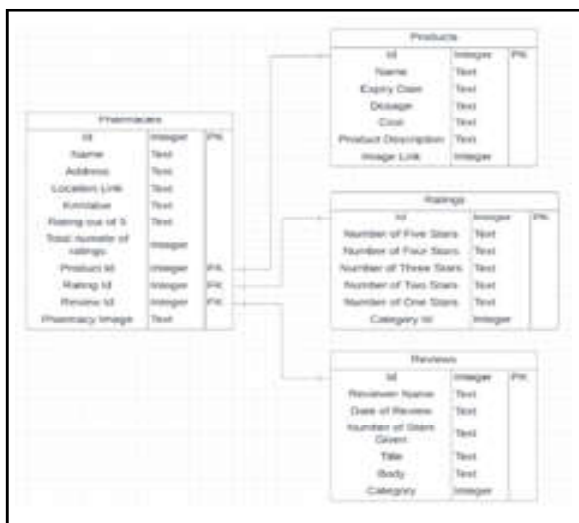 Products
Id Integer PK
Name Text
Expiry Date Text
Dosage Text
Cost Text
Product Description Text
Image Link Integer
Pharmacies
Id Integer PK
Name Text
Address Text
Location Link Text
Text
Rating out of 5 Text
Total of ratings Integer
Product Id Integer
Rating Id Integer
Review Id Integer
Pharmacy Image Text
Ratings
Id Integer PK
Number of Five Stars Text
Number of Four Stars Text
Number of Three Stars Text
Number of Two Stars Text
Number of One Stars Text
Category Id Integer
Reviews
Id Integer PK
Reviewer Name Text
Date of Review Text
Number of Stars Given Text
Title Text
Body Text
Category Integer